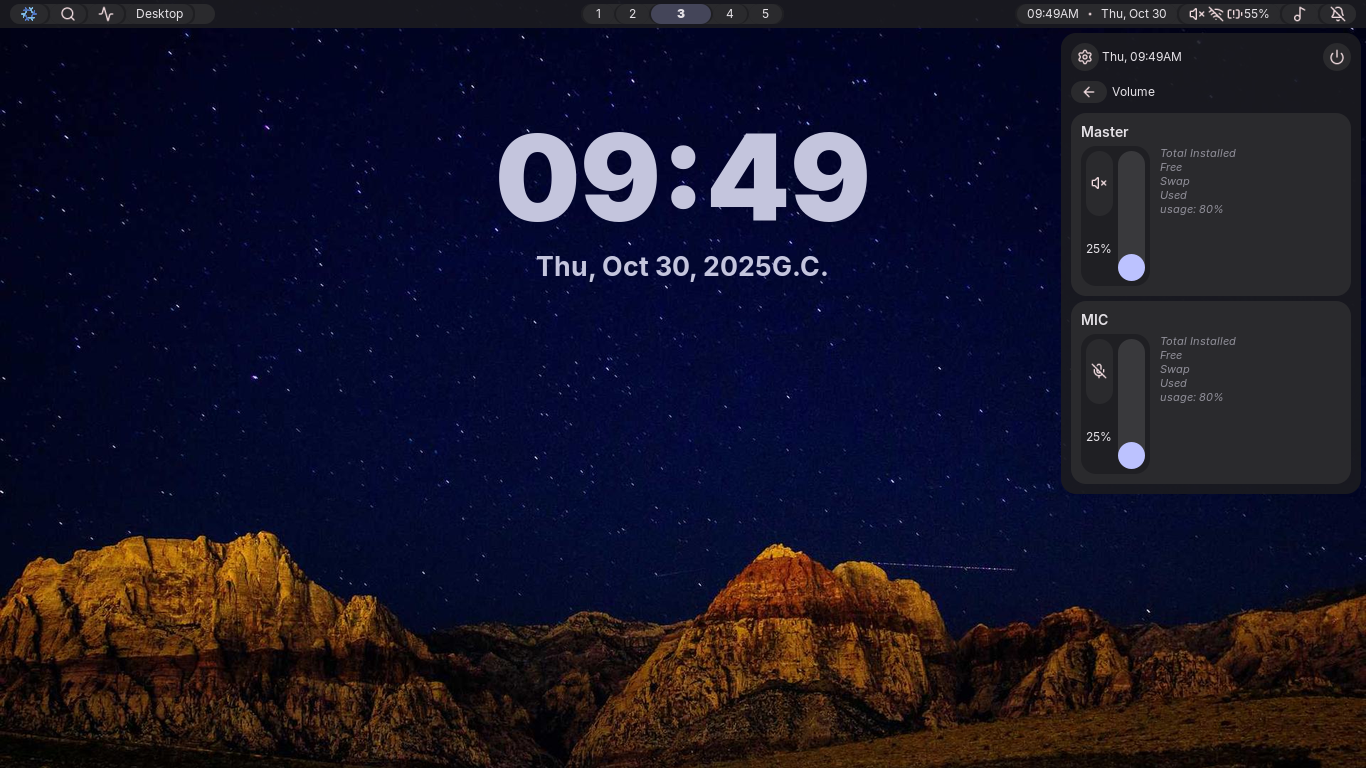 Desktop
1 2 3 4 5
09:49AM • Thu, Oct 30
55%
09:49
Thu, Oct 30, 2025G.C.
Thu, 09:49AM
Volume
Master
Total Installed
Free
Swap
Used
usage: 80%
25%
MIC
Total Installed
Free
Swap
Used
usage: 80%
25%